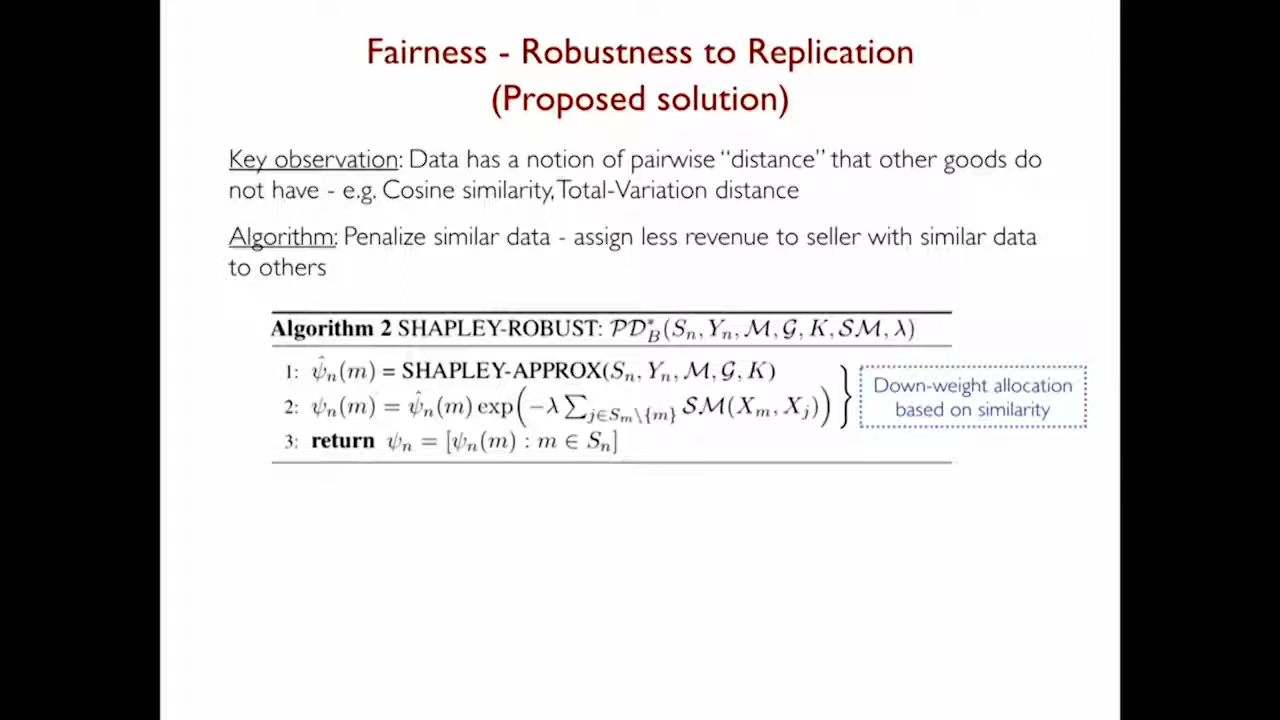 Fairness - Robustness to Replication
(Proposed solution)
Key observation: Data has a notion of pairwise “distance” that other goods do
not have - e.g. Cosine similarity, Total-Variation distance
Algorithm: Penalize similar data - assign less revenue to seller with similar data
to others
Algorithm 2 SHAPLEY-ROBUST: 𝒫𝒟*_B(S_n, Y_n, ℳ, 𝒢, K, 𝒮ℳ, λ)
1: ψ̂_n(m) = SHAPLEY-APPROX(S_n, Y_n, ℳ, 𝒢, K)
2: ψ_n(m) = ψ̂_n(m) exp(−λ ∑_{j∈S_m\{m}} 𝒮ℳ(X_m, X_j))
3: return ψ_n = [ψ_n(m) : m ∈ S_n]
Down-weight allocation
based on similarity